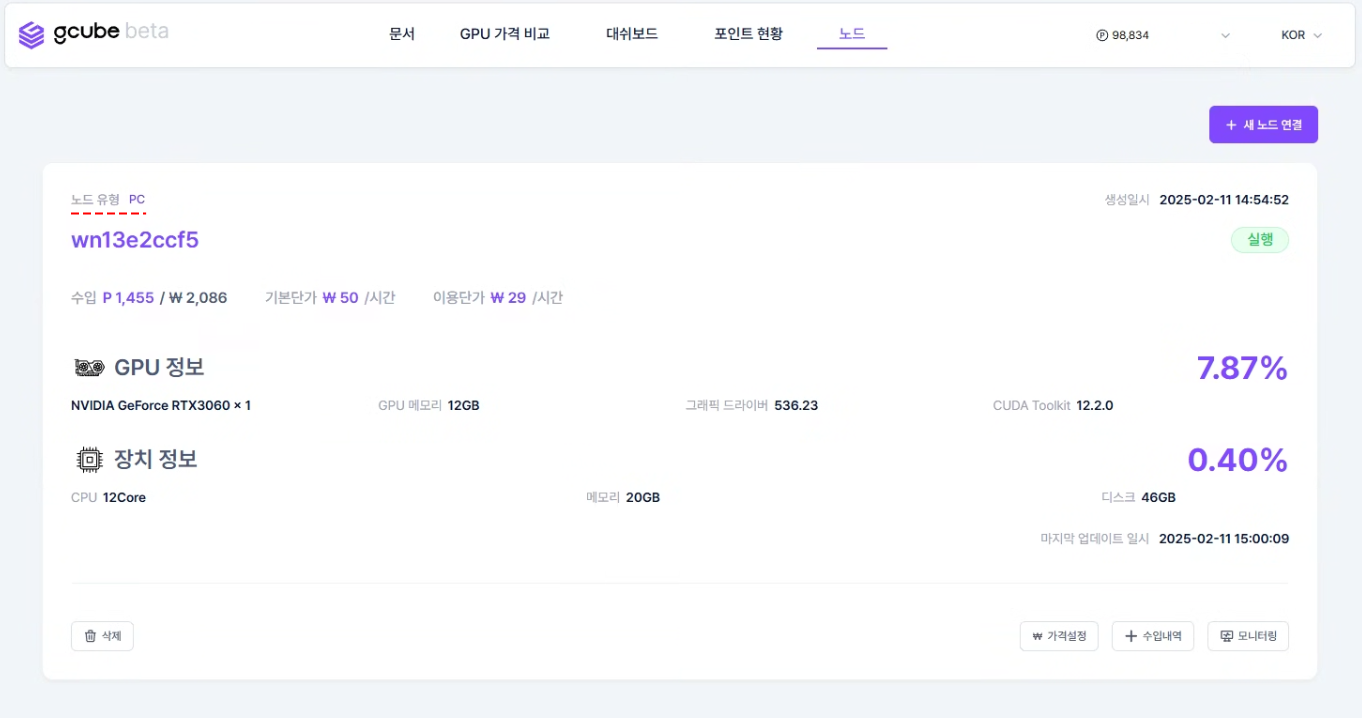 gcube beta
문서 GPU 가격 비교 대쉬보드 포인트 현황 노드 Ⓟ 98,834 KOR
+ 새 노드 연결
노드 유형 PC 생성일시 2025-02-11 14:54:52
wn13e2ccf5 실행
수입 P 1,455 / ₩ 2,086 기본단가 ₩ 50 /시간 이용단가 ₩ 29 /시간
GPU 정보 7.87%
NVIDIA GeForce RTX3060 × 1 GPU 메모리 12GB 그래픽 드라이버 536.23 CUDA Toolkit 12.2.0
장치 정보 0.40%
CPU 12Core 메모리 20GB 디스크 46GB
마지막 업데이트 일시 2025-02-11 15:00:09
삭제 ₩ 가격설정 + 수입내역 모니터링